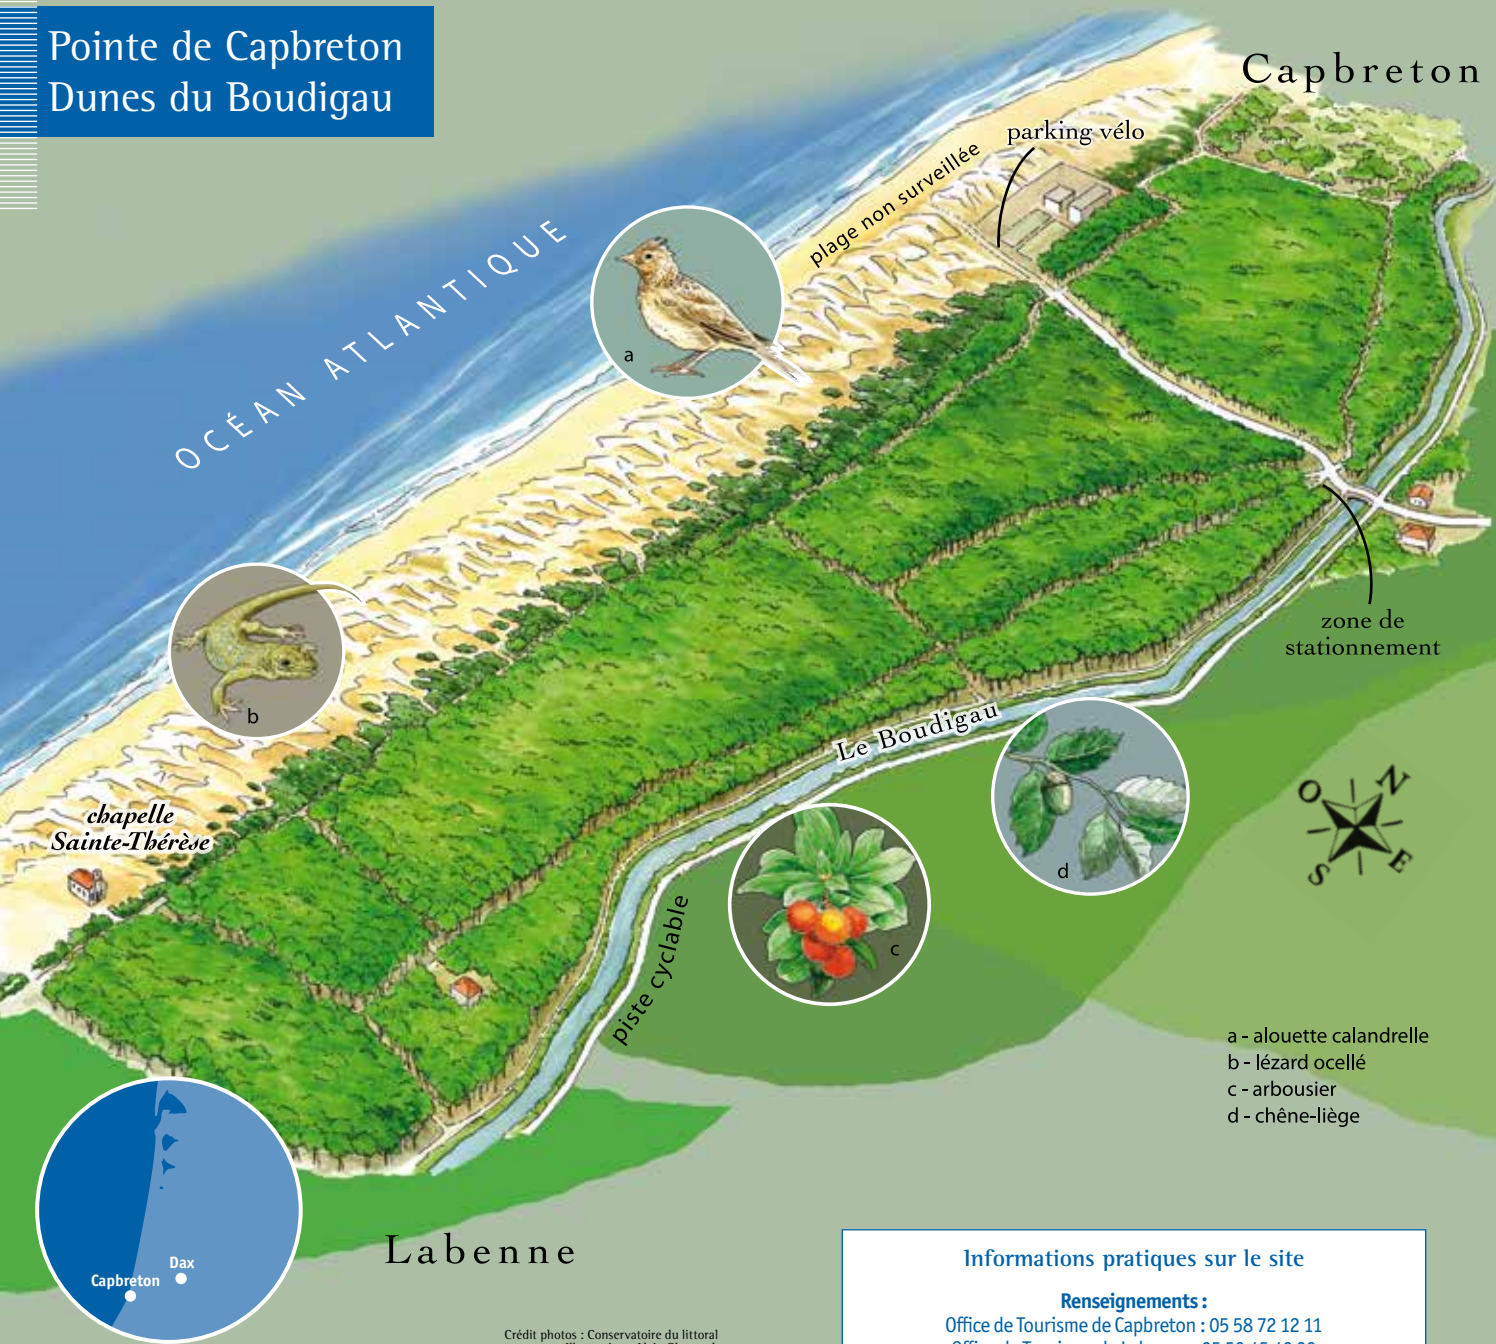 Pointe de Capbreton
Dunes du Boudigau
Capbreton
parking vélo
plage non surveillée
OCÉAN ATLANTIQUE
a
zone de
stationnement
b
Le Boudigau
d
chapelle
Sainte-Thérèse
O
N
S
E
c
piste cyclable
a - alouette calandrelle
b - lézard ocellé
c - arbousier
d - chêne-liège
Labenne
Dax
Capbreton
Informations pratiques sur le site
Renseignements :
Office de Tourisme de Capbreton : 05 58 72 12 11
Crédit photos : Conservatoire du littoral